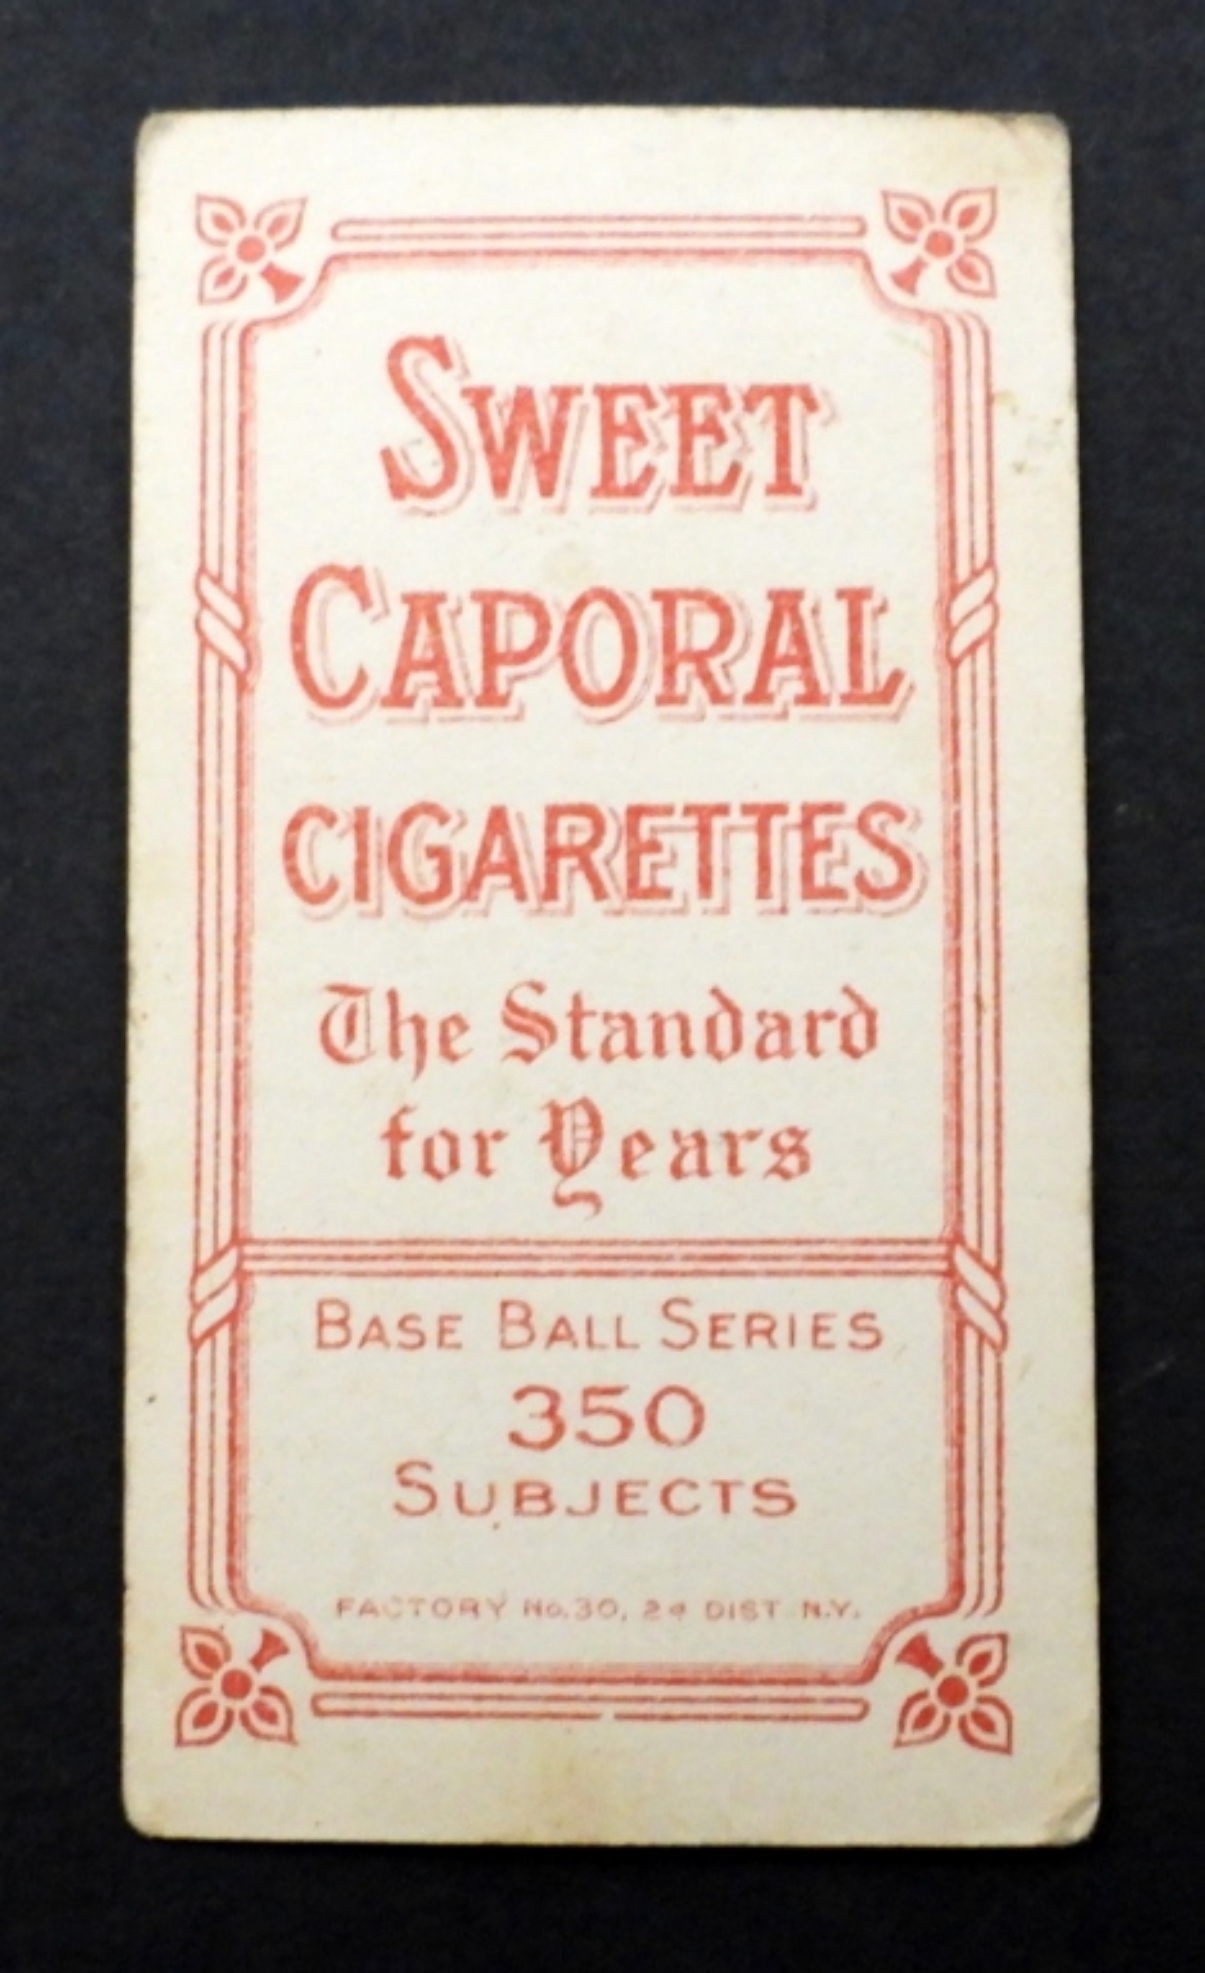 SWEET
CAPORAL
CIGARETTES
The Standard
for Years
BASE BALL SERIES
350
SUBJECTS
FACTORY No. 30, 2d DIST N.Y.